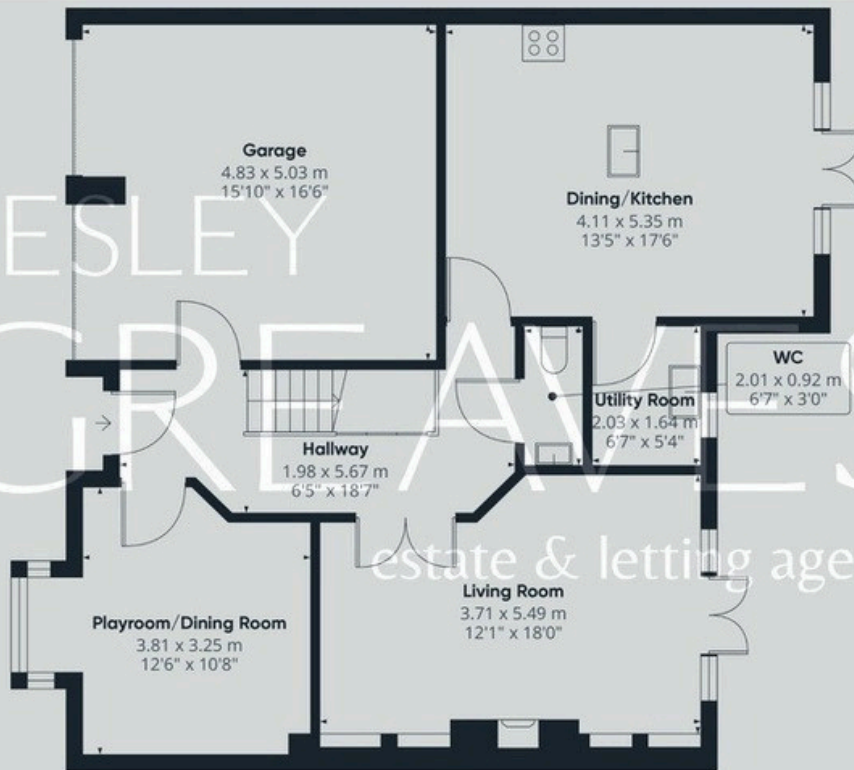 Garage
4.83 x 5.03 m
15'10" x 16'6"
Dining/Kitchen
4.11 x 5.35 m
13'5" x 17'6"
ESLEY
GREAVES
WC
2.01 x 0.92 m
6'7" x 3'0"
Utility Room
2.03 x 1.64 m
6'7" x 5'4"
Hallway
1.98 x 5.67 m
6'5" x 18'7"
estate & letting age
Living Room
3.71 x 5.49 m
12'1" x 18'0"
Playroom/Dining Room
3.81 x 3.25 m
12'6" x 10'8"